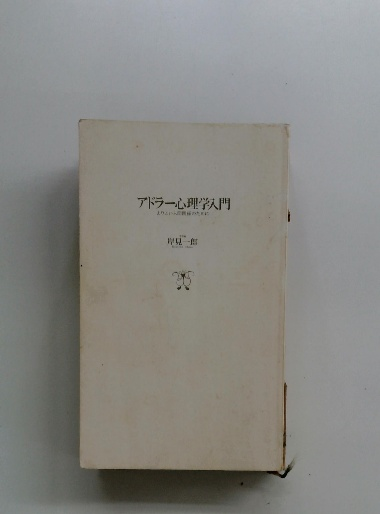 アドラー心理学入門
よりよい人間関係のために
岸見一郎